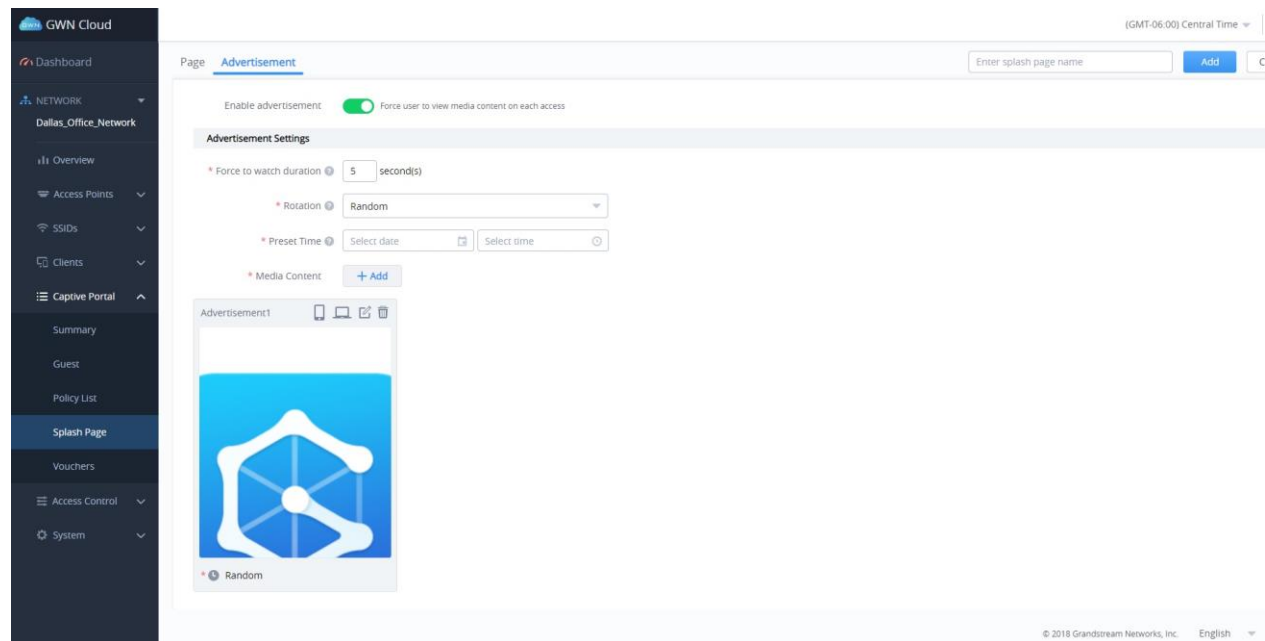 GWN GWN Cloud
(GMT-06:00) Central Time
Dashboard
Page Advertisement
Enter splash page name
Add
C
NETWORK
Dallas_Office_Network
Enable advertisement
Force user to view media content on each access
Advertisement Settings
Overview
* Force to watch duration ? 5 second(s)
Access Points
* Rotation ? Random
SSIDs
* Preset Time ? Select date Select time
Clients
* Media Content + Add
Captive Portal
Advertisement1
Summary
Guest
Policy List
Splash Page
Vouchers
Access Control
System
* Random
© 2018 Grandstream Networks, Inc. English